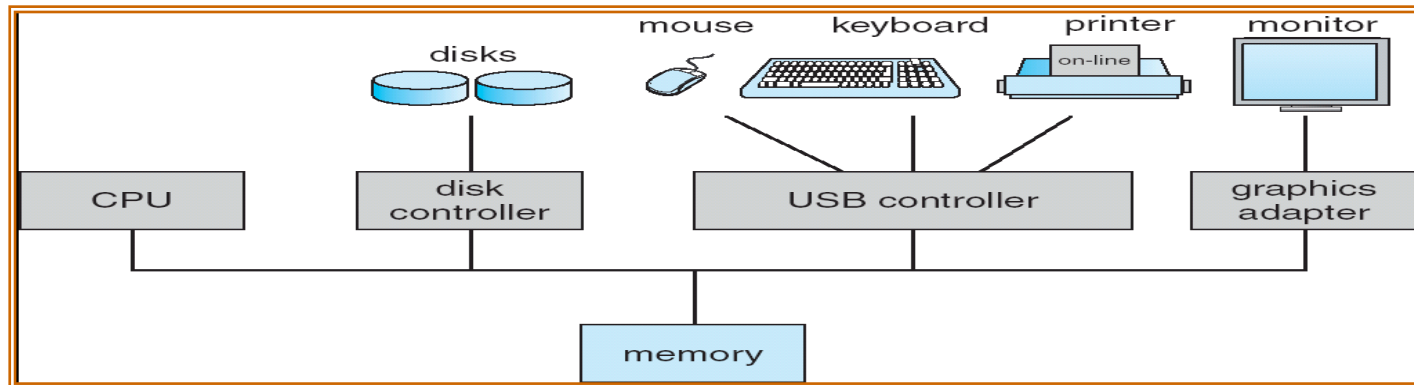 mouse
keyboard
printer
monitor
disks
on-line
CPU
disk
controller
USB controller
graphics
adapter
memory